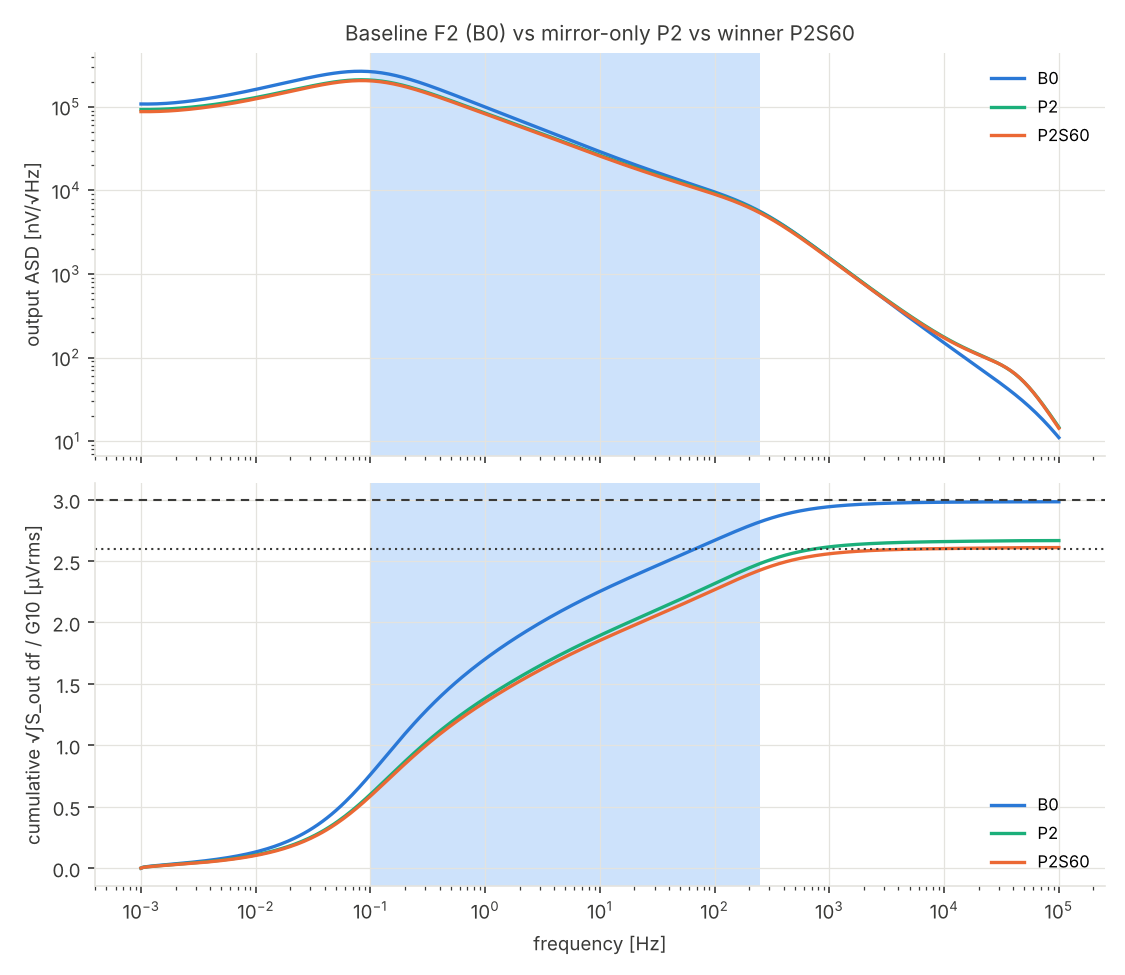 Baseline F2 (B0) vs mirror-only P2 vs winner P2S60
output ASD [nV/√Hz]
10⁵
10⁴
10³
10²
10¹
B0
P2
P2S60
cumulative √∫S_out df / G10 [µVrms]
3.0
2.5
2.0
1.5
1.0
0.5
0.0
B0
P2
P2S60
10⁻³
10⁻²
10⁻¹
10⁰
10¹
10²
10³
10⁴
10⁵
frequency [Hz]